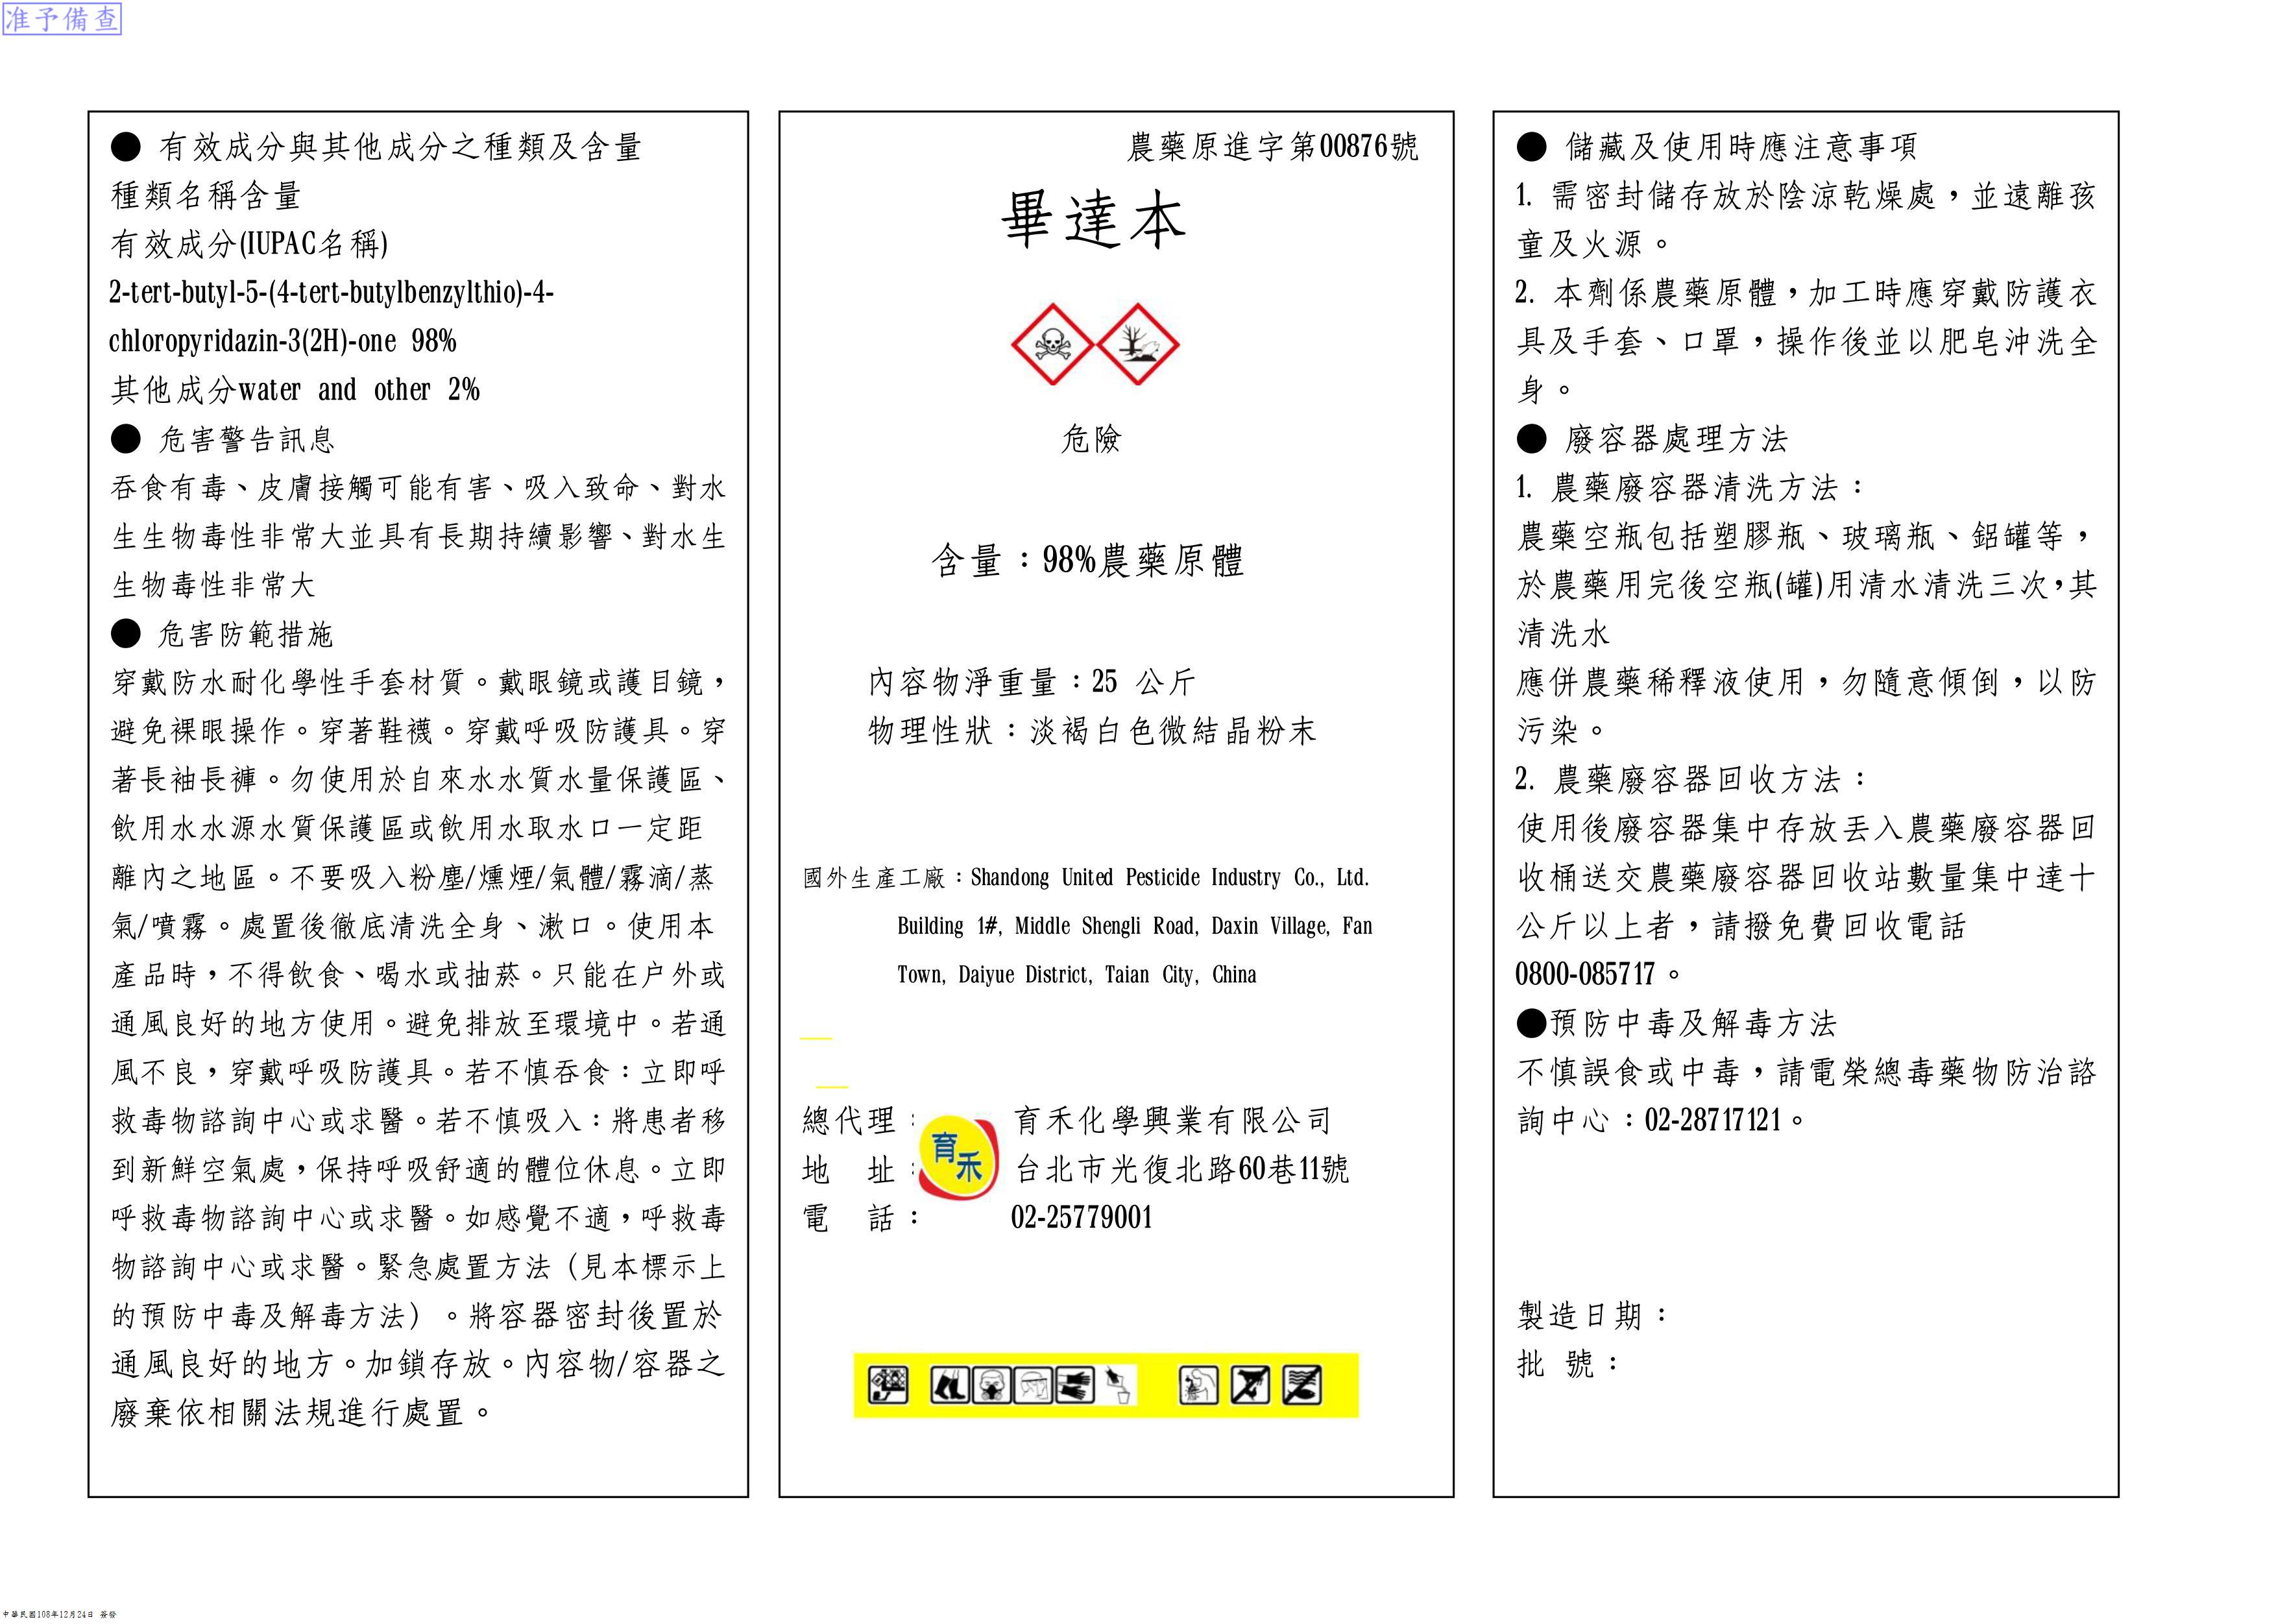 准予備查
● 有效成分與其他成分之種類及含量
種類名稱含量
有效成分(IUPAC名稱)
2-tert-butyl-5-(4-tert-butylbenzylthio)-4-
chloropyridazin-3(2H)-one 98%
其他成分water and other 2%
● 危害警告訊息
吞食有毒、皮膚接觸可能有害、吸入致命、對水
生生物毒性非常大並具有長期持續影響、對水生
生物毒性非常大
● 危害防範措施
穿戴防水耐化學性手套材質。戴眼鏡或護目鏡，
避免裸眼操作。穿著鞋襪。穿戴呼吸防護具。穿
著長袖長褲。勿使用於自來水水質水量保護區、
飲用水水源水質保護區或飲用水取水口一定距
離內之地區。不要吸入粉塵/燻煙/氣體/霧滴/蒸
氣/噴霧。處置後徹底清洗全身、漱口。使用本
產品時，不得飲食、喝水或抽菸。只能在户外或
通風良好的地方使用。避免排放至環境中。若通
風不良，穿戴呼吸防護具。若不慎吞食：立即呼
救毒物諮詢中心或求醫。若不慎吸入：將患者移
到新鮮空氣處，保持呼吸舒適的體位休息。立即
呼救毒物諮詢中心或求醫。如感覺不適，呼救毒
物諮詢中心或求醫。緊急處置方法（見本標示上
的預防中毒及解毒方法）。將容器密封後置於
通風良好的地方。加鎖存放。內容物/容器之
廢棄依相關法規進行處置。
農藥原進字第00876號
畢達本
危險
含量：98%農藥原體
內容物淨重量：25 公斤
物理性狀：淡褐白色微結晶粉末
國外生產工廠：Shandong United Pesticide Industry Co., Ltd.
Building 1#, Middle Shengli Road, Daxin Village, Fan
Town, Daiyue District, Taian City, China
總代理： 育禾化學興業有限公司
育禾
地 址： 台北市光復北路60巷11號
電 話： 02-25779001
● 儲藏及使用時應注意事項
1. 需密封儲存放於陰涼乾燥處，並遠離孩
童及火源。
2. 本劑係農藥原體，加工時應穿戴防護衣
具及手套、口罩，操作後並以肥皂沖洗全
身。
● 廢容器處理方法
1. 農藥廢容器清洗方法：
農藥空瓶包括塑膠瓶、玻璃瓶、鋁罐等，
於農藥用完後空瓶(罐)用清水清洗三次，其
清洗水
應併農藥稀釋液使用，勿隨意傾倒，以防
污染。
2. 農藥廢容器回收方法：
使用後廢容器集中存放丟入農藥廢容器回
收桶送交農藥廢容器回收站數量集中達十
公斤以上者，請撥免費回收電話
0800-085717。
●預防中毒及解毒方法
不慎誤食或中毒，請電榮總毒藥物防治諮
詢中心：02-28717121。
製造日期：
批 號：
中華民國108年12月24日 簽發